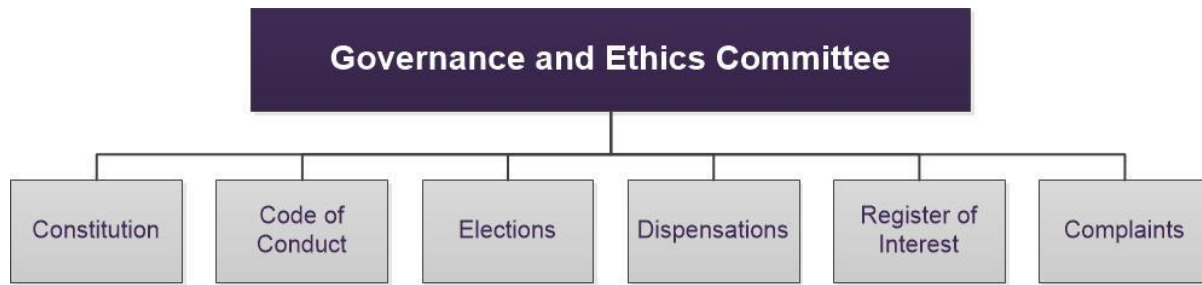 Governance and Ethics Committee
Constitution
Code of
Conduct
Elections
Dispensations
Register of
Interest
Complaints